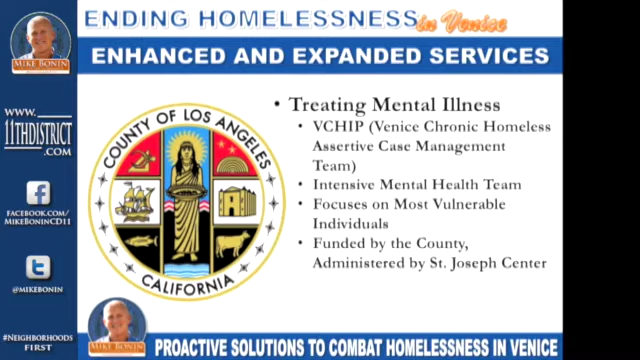 ENDING HOMELESSNESS in Venice
ENHANCED AND EXPANDED SERVICES
MIKE BONIN
WWW.
11THDISTRICT
.COM
FACEBOOK.COM/
MIKEBONINCD11
@MIKEBONIN
#NEIGHBORHOODS
FIRST
COUNTY OF LOS ANGELES
CALIFORNIA
• Treating Mental Illness
• VCHIP (Venice Chronic Homeless
Assertive Case Management
Team)
• Intensive Mental Health Team
• Focuses on Most Vulnerable
Individuals
• Funded by the County,
Administered by St. Joseph Center
MIKE BONIN
PROACTIVE SOLUTIONS TO COMBAT HOMELESSNESS IN VENICE